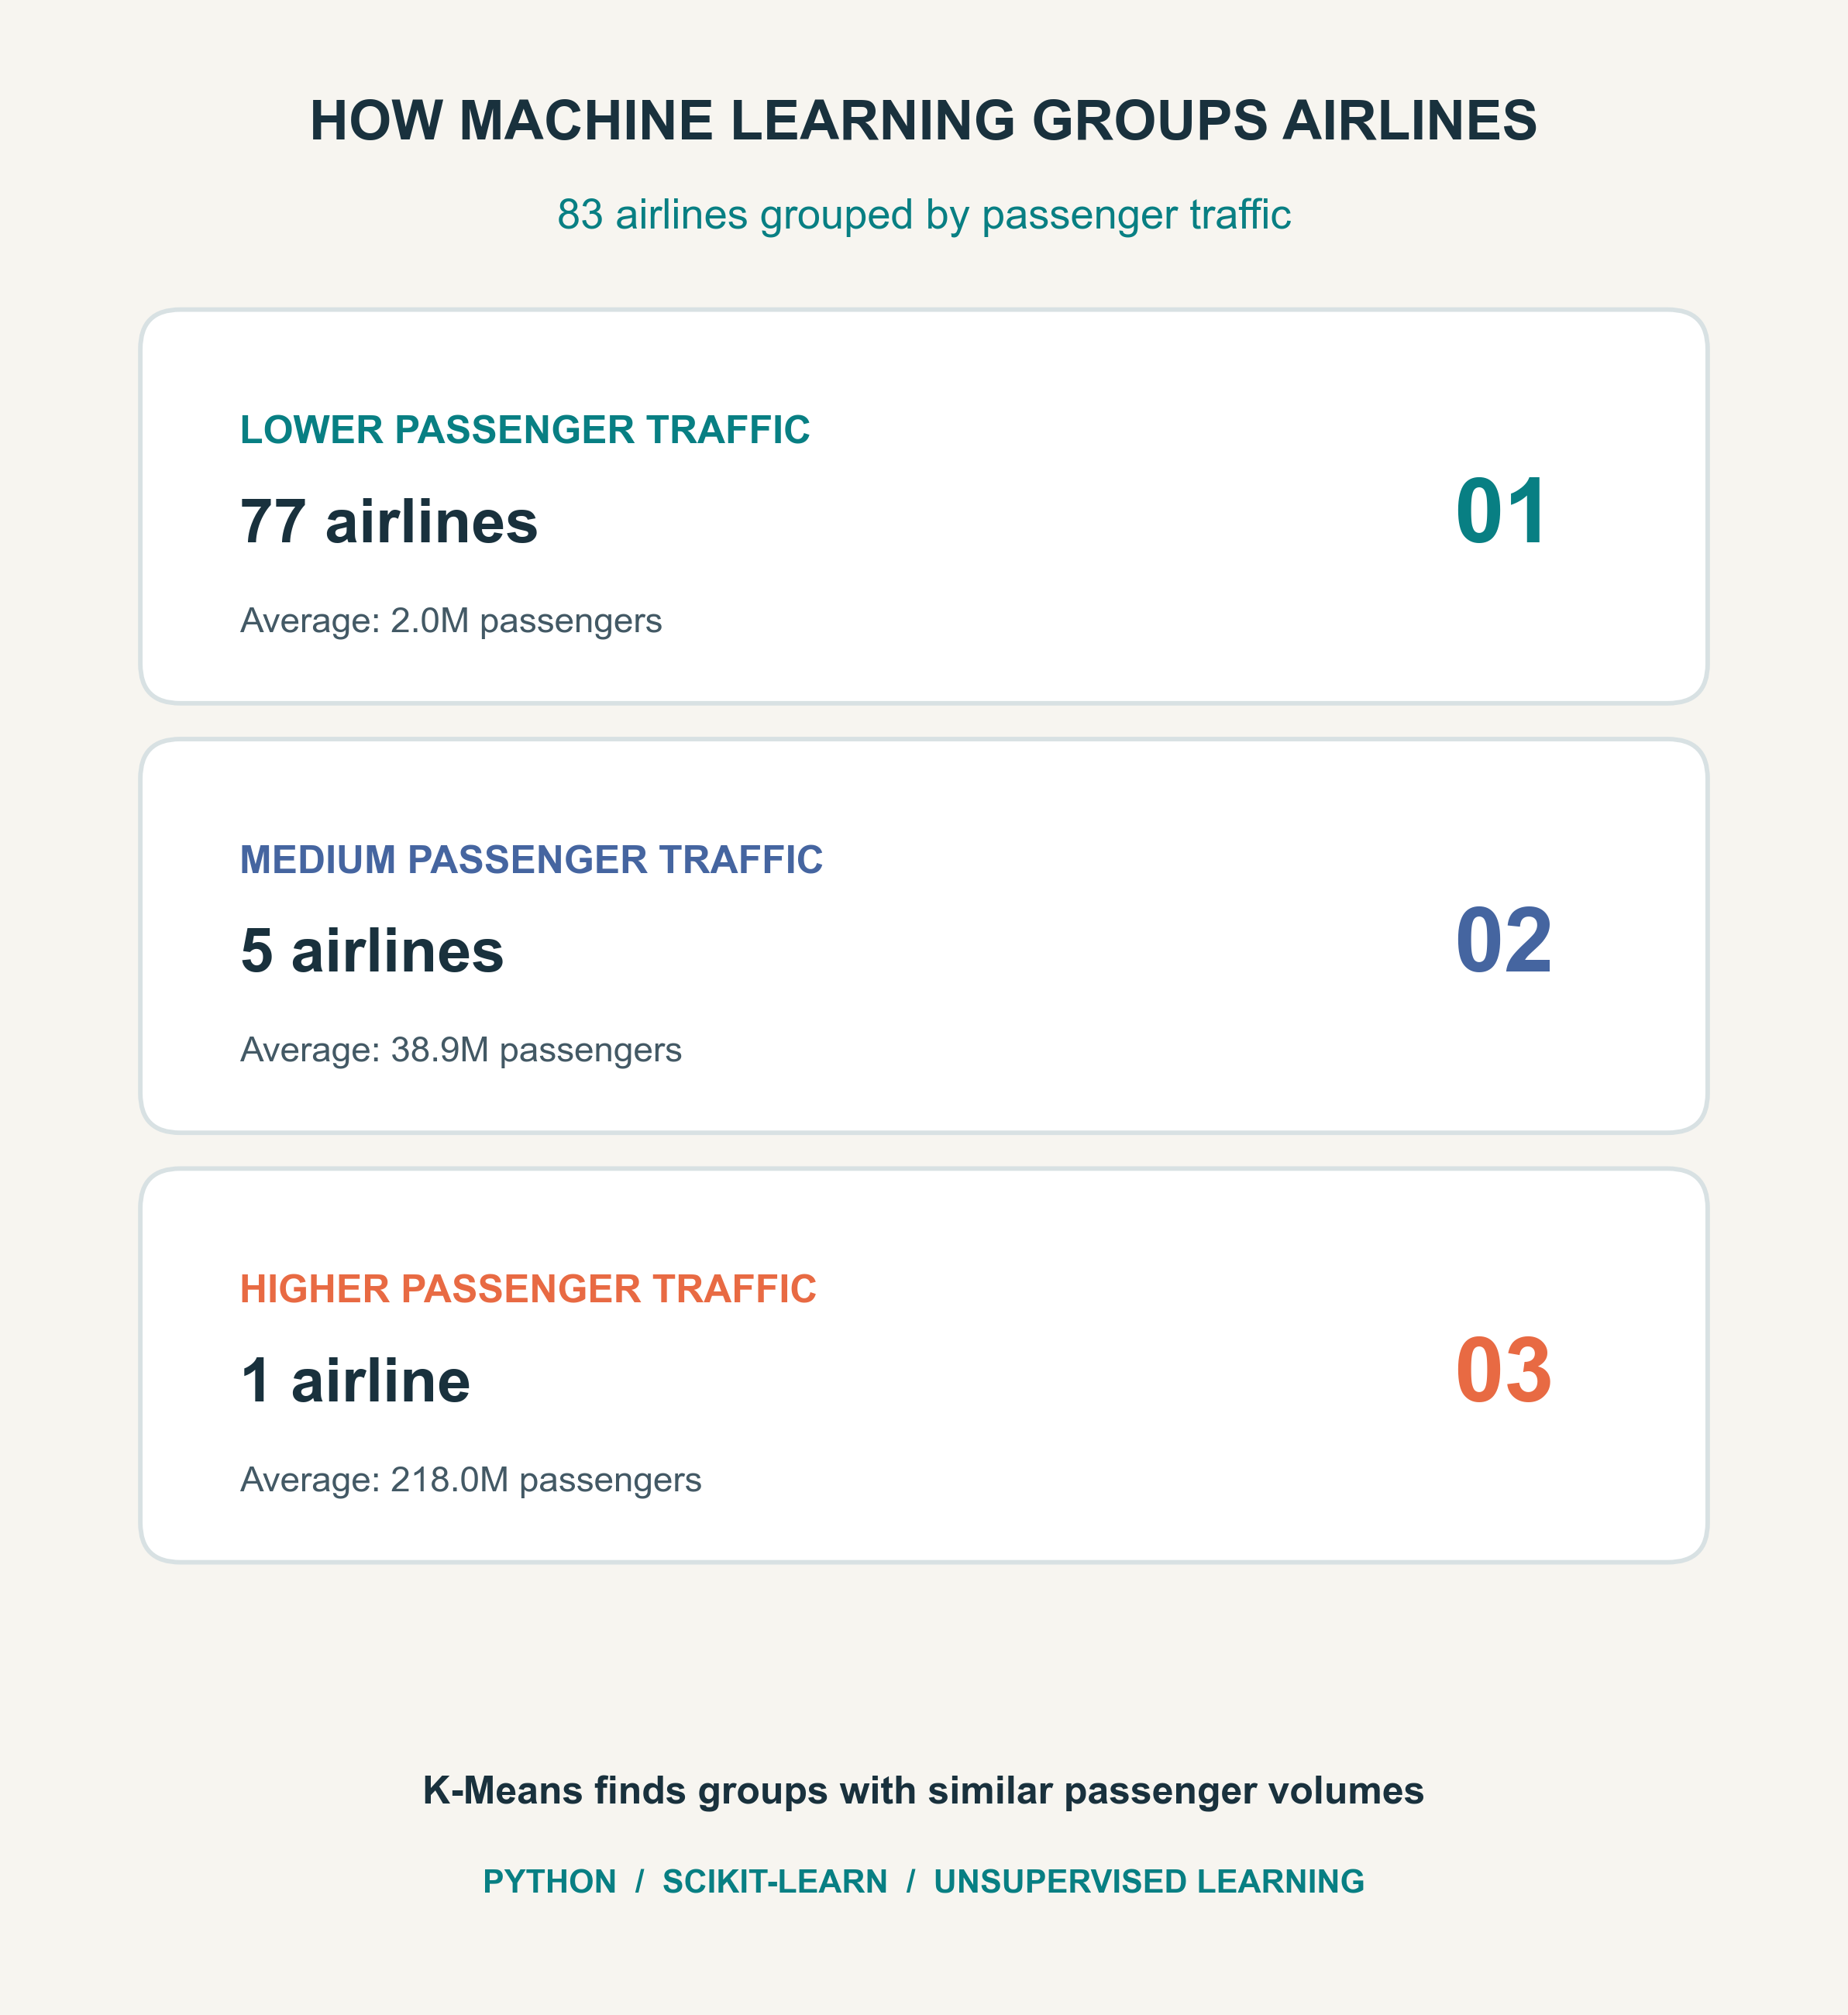 HOW MACHINE LEARNING GROUPS AIRLINES
83 airlines grouped by passenger traffic
LOWER PASSENGER TRAFFIC
77 airlines
01
Average: 2.0M passengers
MEDIUM PASSENGER TRAFFIC
5 airlines
02
Average: 38.9M passengers
HIGHER PASSENGER TRAFFIC
1 airline
03
Average: 218.0M passengers
K-Means finds groups with similar passenger volumes
PYTHON / SCIKIT-LEARN / UNSUPERVISED LEARNING